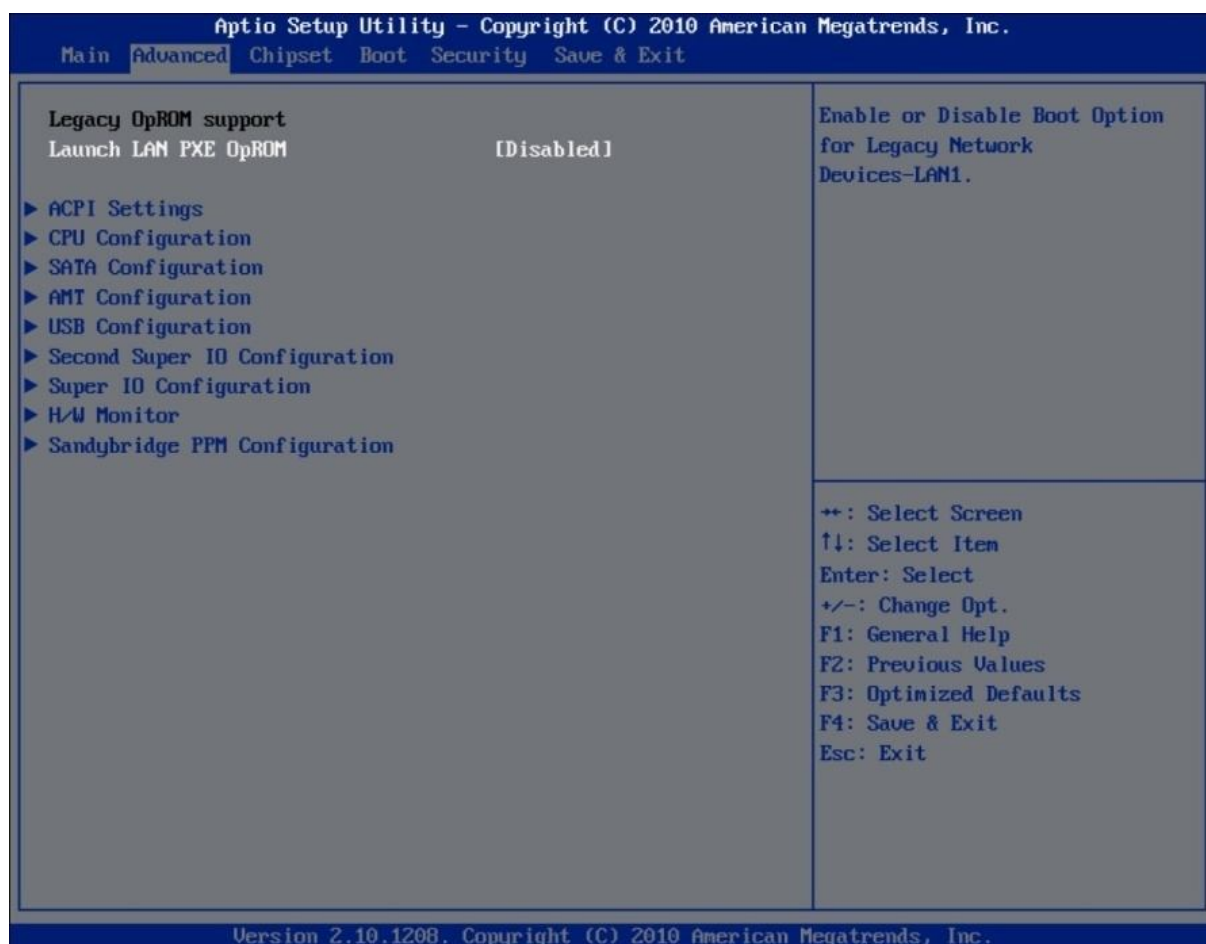 Aptio Setup Utility – Copyright (C) 2010 American Megatrends, Inc.
Main Advanced Chipset Boot Security Save & Exit
Legacy OpROM support
Launch LAN PXE OpROM [Disabled]
► ACPI Settings
► CPU Configuration
► SATA Configuration
► AMT Configuration
► USB Configuration
► Second Super IO Configuration
► Super IO Configuration
► H/W Monitor
► Sandybridge PPM Configuration
Enable or Disable Boot Option
for Legacy Network
Devices-LAN1.
→←: Select Screen
↑↓: Select Item
Enter: Select
+/-: Change Opt.
F1: General Help
F2: Previous Values
F3: Optimized Defaults
F4: Save & Exit
Esc: Exit
Version 2.10.1208. Copyright (C) 2010 American Megatrends, Inc.